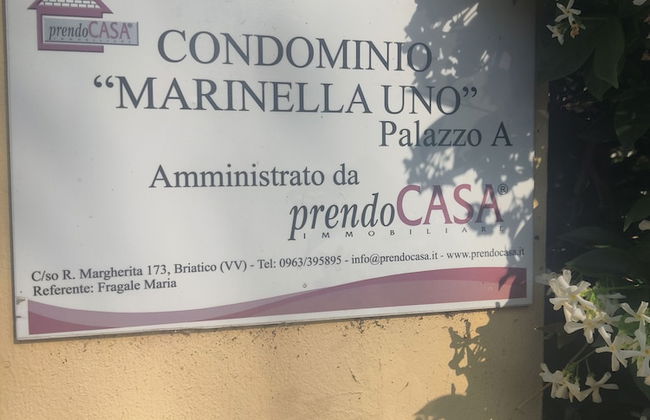 prendoCASA®
IMMOBILIARE
CONDOMINIO
“MARINELLA UNO”
Palazzo A
Amministrato da
prendoCASA®
IMMOBILIARE
C/so R. Margherita 173, Briatico (VV) - Tel: 0963/395895 - info@prendocasa.it - www.prendocasa.it
Referente: Fragale Maria